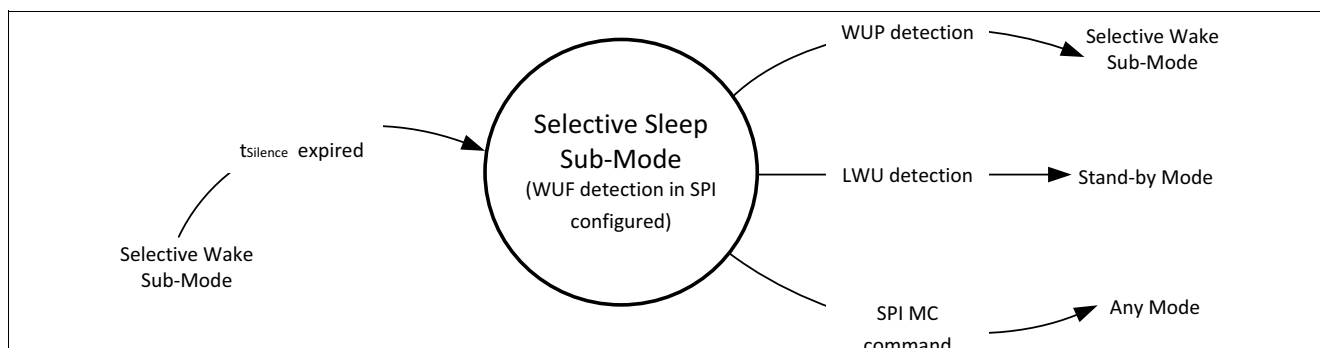 WUP detection
Selective Wake
Sub-Mode
Selective Sleep
Sub-Mode
(WUF detection in SPI
configured)
tSilence expired
LWU detection
Stand-by Mode
Selective Wake
Sub-Mode
SPI MC
command
Any Mode